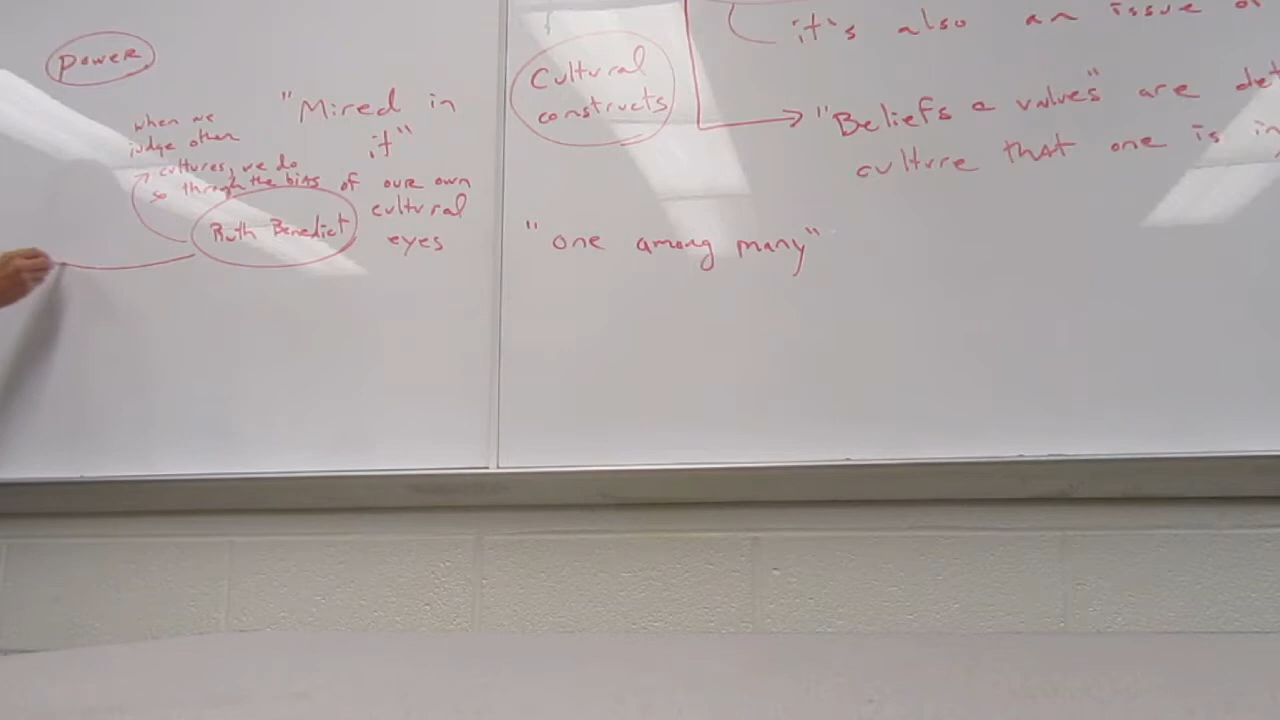 power
"Mired in
it"
when we
judge other
cultures, we do
so through the bias of our own
cultural
eyes
Ruth Benedict
Cultural
constructs
it's also an issue
"Beliefs & values" are
culture that one is
"one among many"